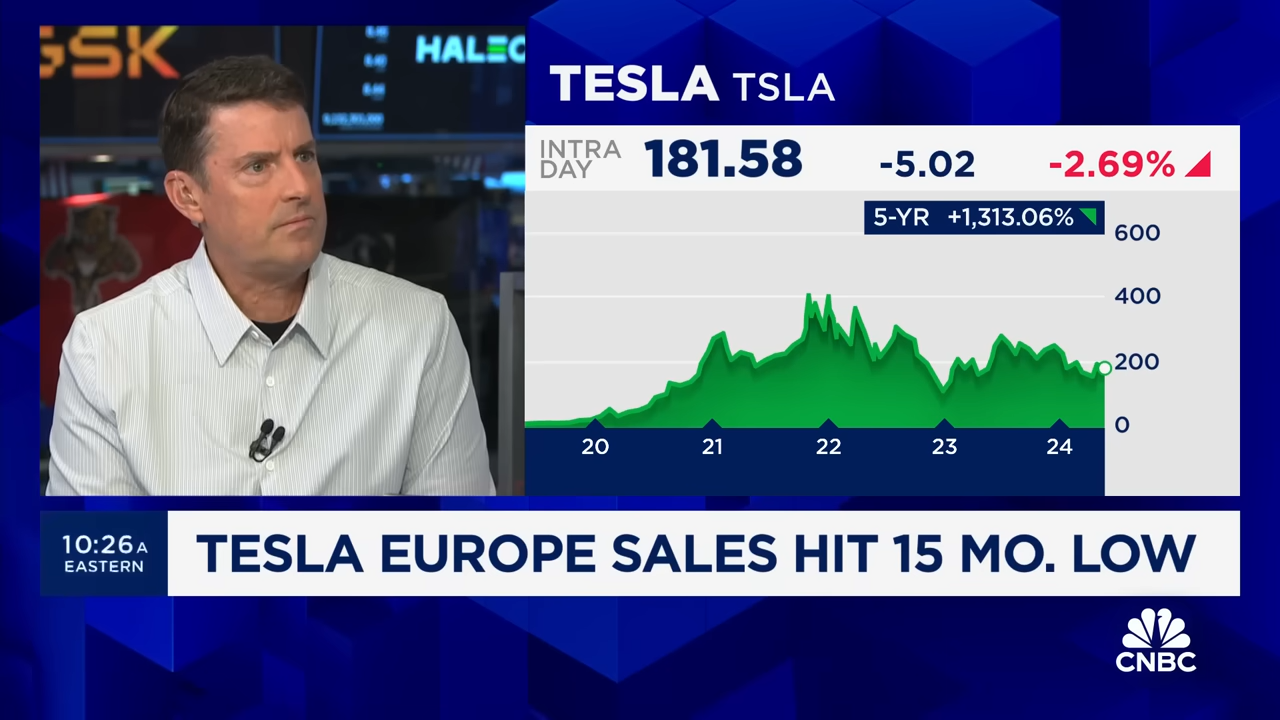 GSK
HALEO
TESLA TSLA
INTRA
DAY
181.58
-5.02
-2.69%
5-YR +1,313.06%
600
400
200
0
20
21
22
23
24
10:26A
EASTERN
TESLA EUROPE SALES HIT 15 MO. LOW
CNBC